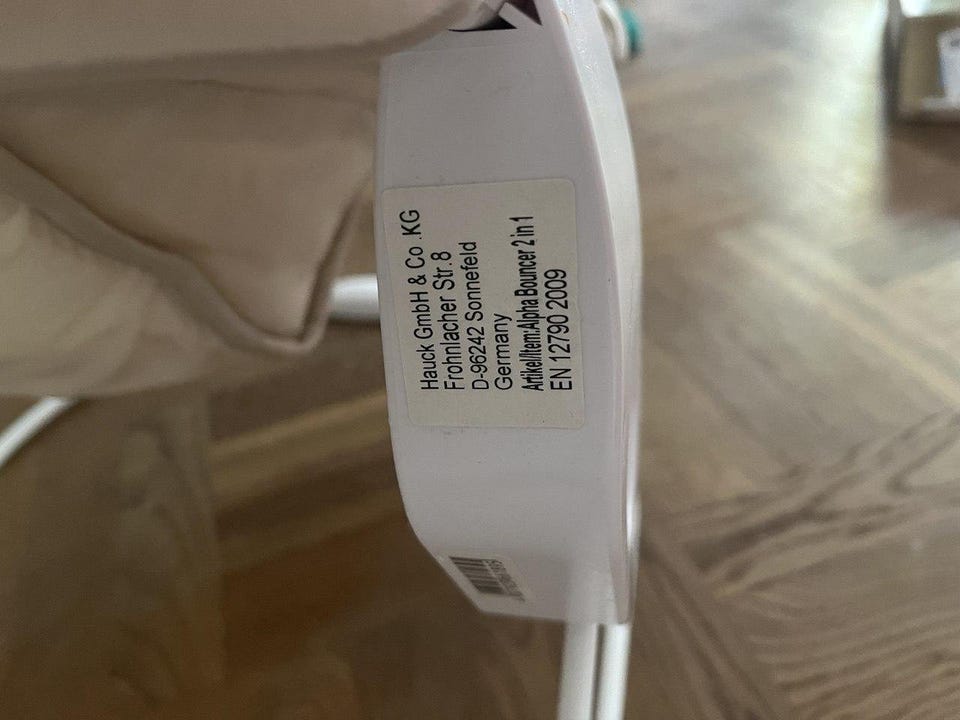 Hauck GmbH & Co .KG
Frohnlacher Str.8
D-96242 Sonnefeld
Germany
Artikel/Item:Alpha Bouncer 2 in 1
EN 12790 2009